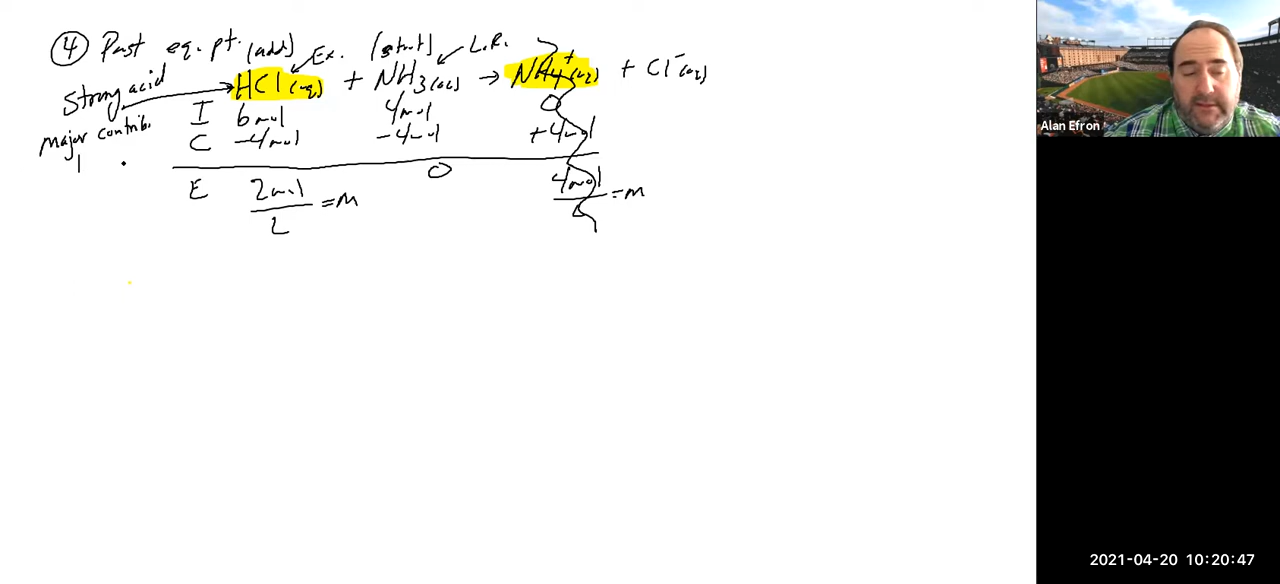 ④ Past eq. pt. (add) Ex. (start) L.R.
Strong acid HCl(aq) + NH₃(aq) → NH₄⁺(aq) + Cl⁻(aq)
major contrib. I 6 mol 4 mol 0
C -4 mol -4 mol +4 mol
E 2 mol / L = M 0 4 mol / L = M
Alan Efron
2021-04-20 10:20:47